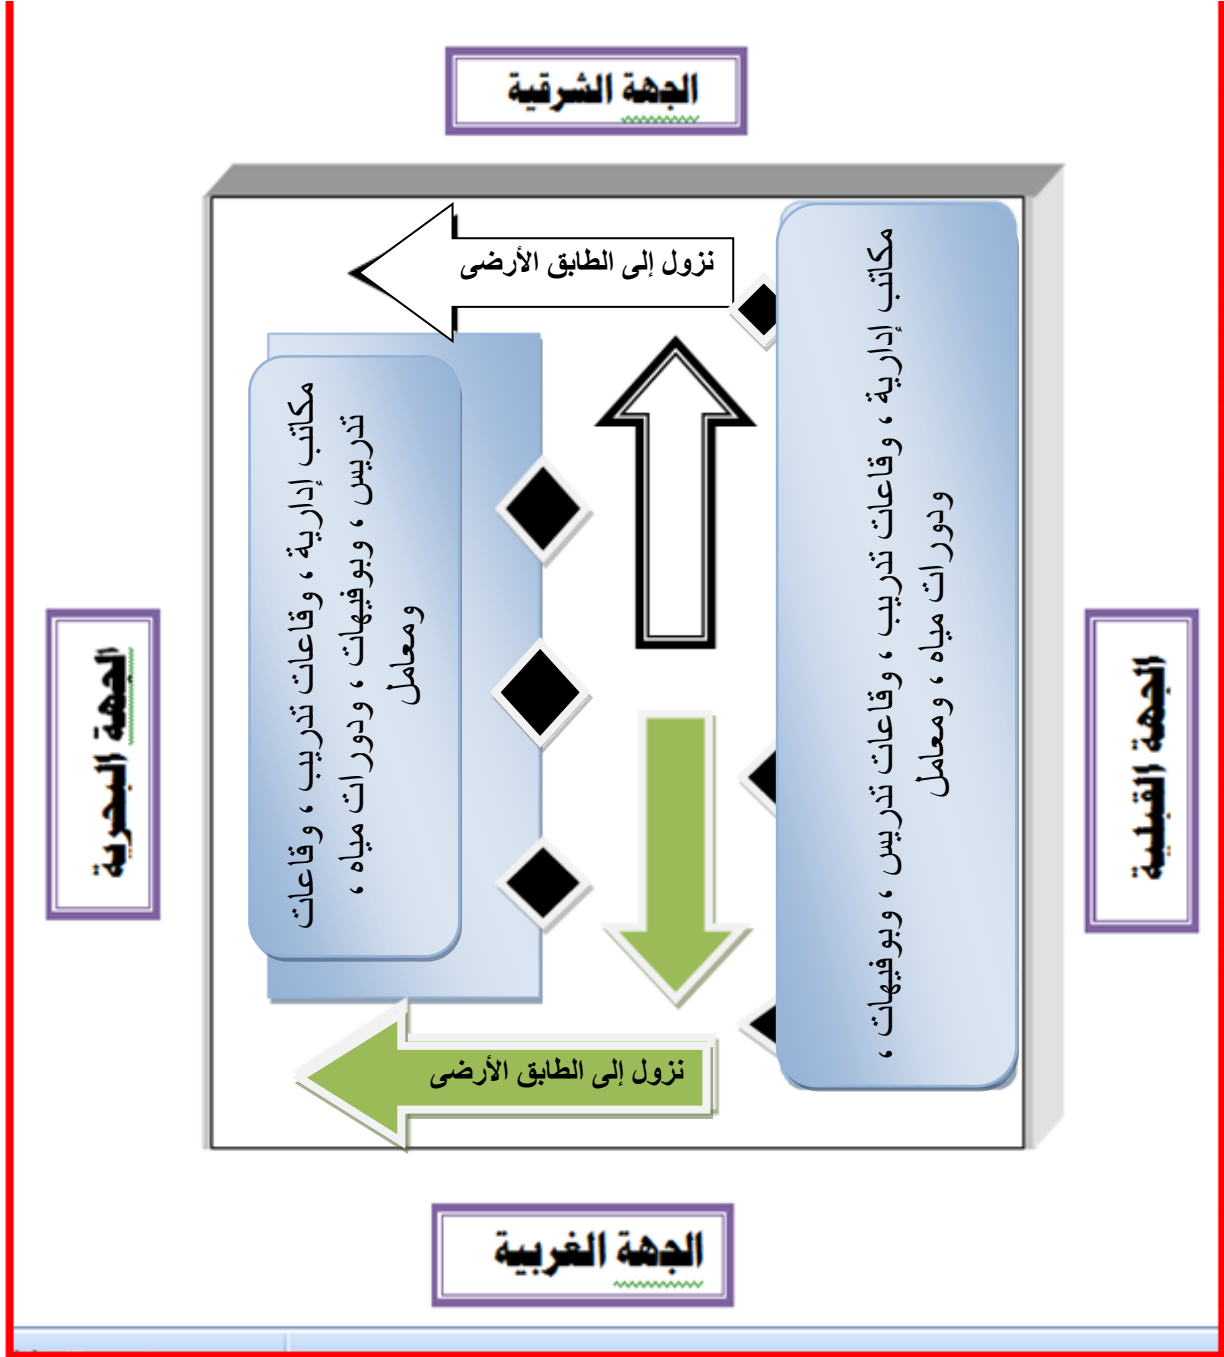 الجهة الشرقية
نزول إلى الطابق الأرضى
مكاتب إدارية ، وقاعات تدريب ، وقاعات تدريس ، وبوفيهات ،
ودورات مياه ، ومعامل
مكاتب إدارية ، وقاعات تدريب ، وقاعات
تدريس ، وبوفيهات ، ودورات مياه ،
ومعامل
الجهة القبلية
الجهة البحرية
نزول إلى الطابق الأرضى
الجهة الغربية